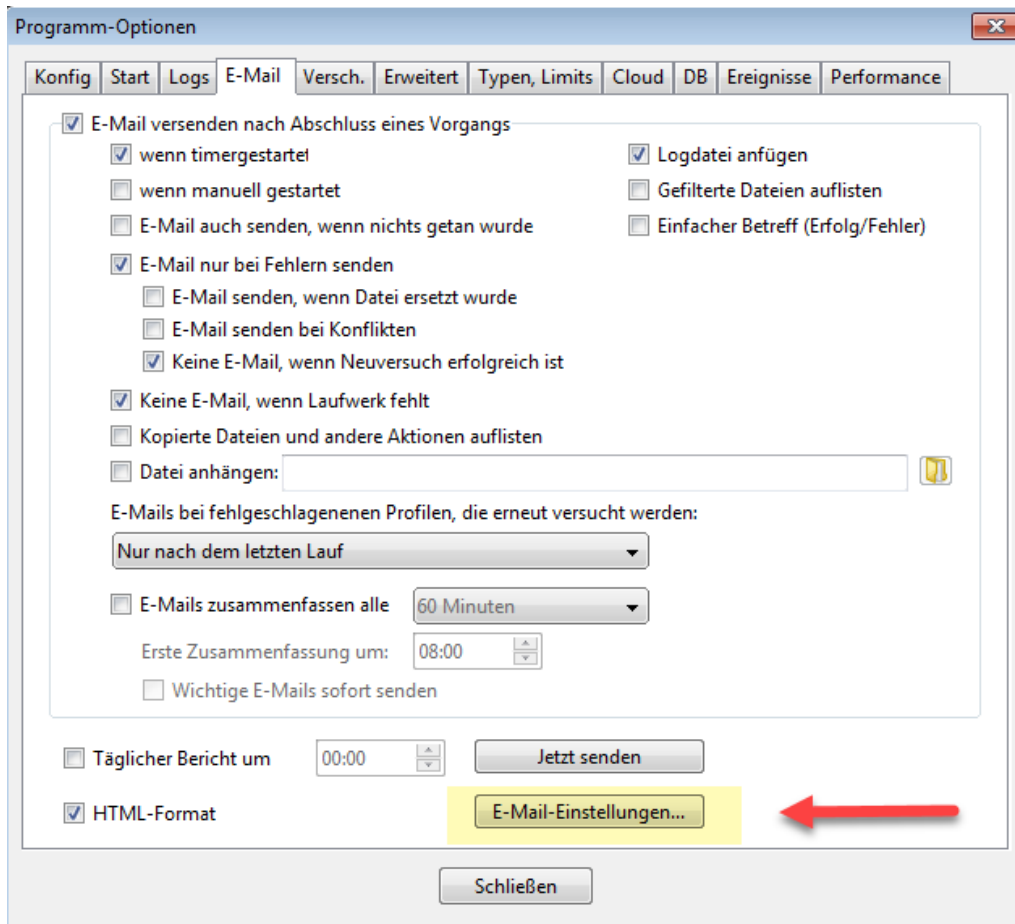 Programm-Optionen
Konfig Start Logs E-Mail Versch. Erweitert Typen, Limits Cloud DB Ereignisse Performance
E-Mail versenden nach Abschluss eines Vorgangs
wenn timergestartet Logdatei anfügen
wenn manuell gestartet Gefilterte Dateien auflisten
E-Mail auch senden, wenn nichts getan wurde Einfacher Betreff (Erfolg/Fehler)
E-Mail nur bei Fehlern senden
E-Mail senden, wenn Datei ersetzt wurde
E-Mail senden bei Konflikten
Keine E-Mail, wenn Neuversuch erfolgreich ist
Keine E-Mail, wenn Laufwerk fehlt
Kopierte Dateien und andere Aktionen auflisten
Datei anhängen:
E-Mails bei fehlgeschlagenenen Profilen, die erneut versucht werden:
Nur nach dem letzten Lauf
E-Mails zusammenfassen alle 60 Minuten
Erste Zusammenfassung um: 08:00
Wichtige E-Mails sofort senden
Täglicher Bericht um 00:00 Jetzt senden
HTML-Format E-Mail-Einstellungen...
Schließen